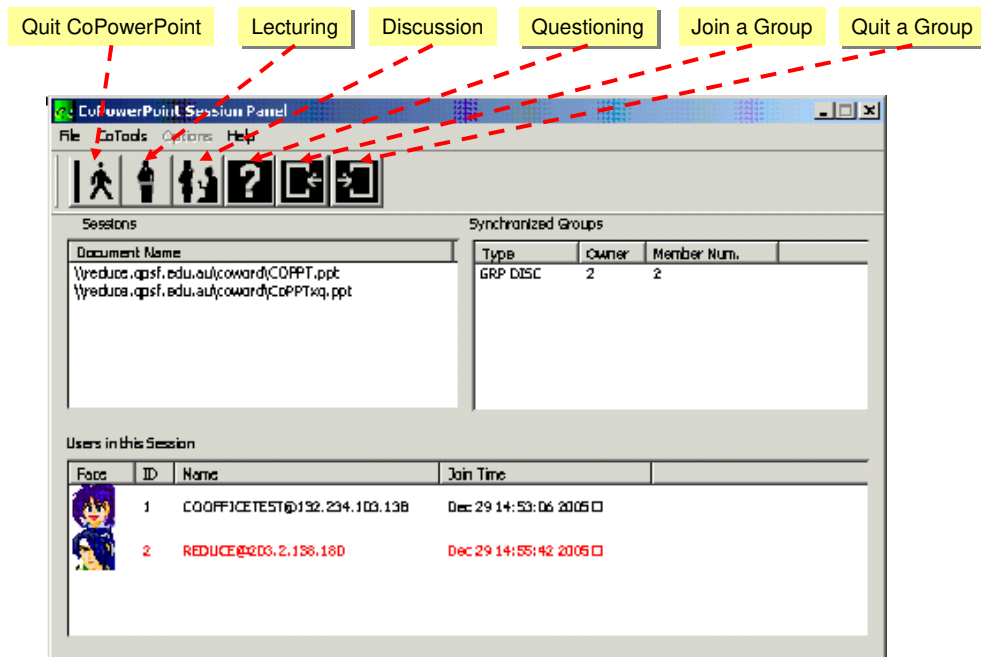 Quit CoPowerPoint Lecturing Discussion Questioning Join a Group Quit a Group
CoPowerPoint Session Panel
File CoTools Options Help
Sessions Synchronized Groups
Document Name Type Owner Member Num.
\\reduce.qpsf.edu.au\coword\COPPT.ppt GRP DISC 2 2
\\reduce.qpsf.edu.au\coword\CoPPTxq.ppt
Users in this Session
Face ID Name Join Time
1 COOFFICETEST@132.234.103.138 Dec 29 14:53:06 2005
2 REDUCE@203.2.138.180 Dec 29 14:55:42 2005